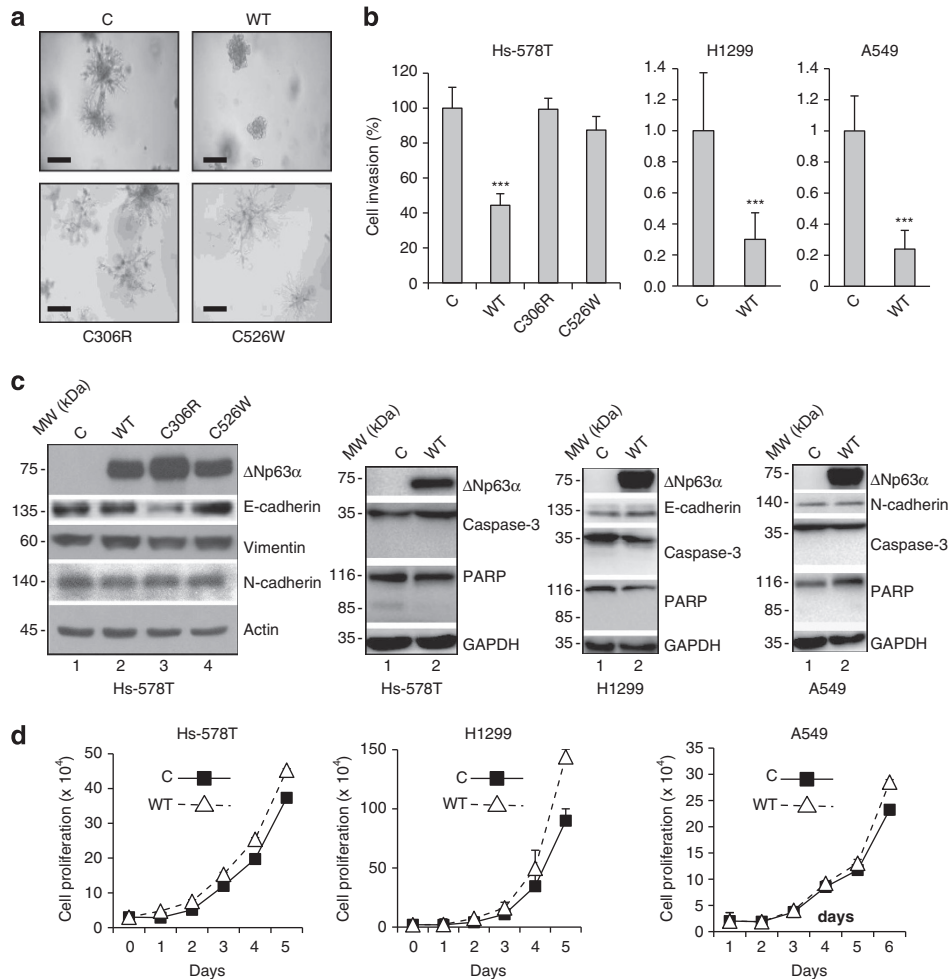 a
C
WT
C306R
C526W
b
Hs-578T
Cell invasion (%)
120
100
80
60
40
20
0
***
C
WT
C306R
C526W
H1299
1.4
1.2
1.0
0.8
0.6
0.4
0.2
0.0
***
C
WT
A549
1.4
1.2
1
0.8
0.6
0.4
0.2
0
***
C
WT
c
MW (kDa)
C
WT
C306R
C526W
75
ΔNp63α
135
E-cadherin
60
Vimentin
140
N-cadherin
45
Actin
1 2 3 4
Hs-578T
MW (kDa)
C
WT
75
ΔNp63α
35
Caspase-3
116
PARP
85
35
GAPDH
1 2
Hs-578T
MW (kDa)
C
WT
75
ΔNp63α
135
E-cadherin
35
Caspase-3
116
PARP
85
35
GAPDH
1 2
H1299
MW (kDa)
C
WT
75
ΔNp63α
140
N-cadherin
35
Caspase-3
116
PARP
85
35
GAPDH
1 2
A549
d
Hs-578T
Cell proliferation (x 10⁴)
50
40
30
20
10
0
C
WT
0 1 2 3 4 5
Days
H1299
Cell proliferation (x 10⁴)
150
100
50
0
C
WT
0 1 2 3 4 5
Days
A549
Cell proliferation (x 10⁴)
35
30
25
20
15
10
5
0
C
WT
days
1 2 3 4 5 6
Days